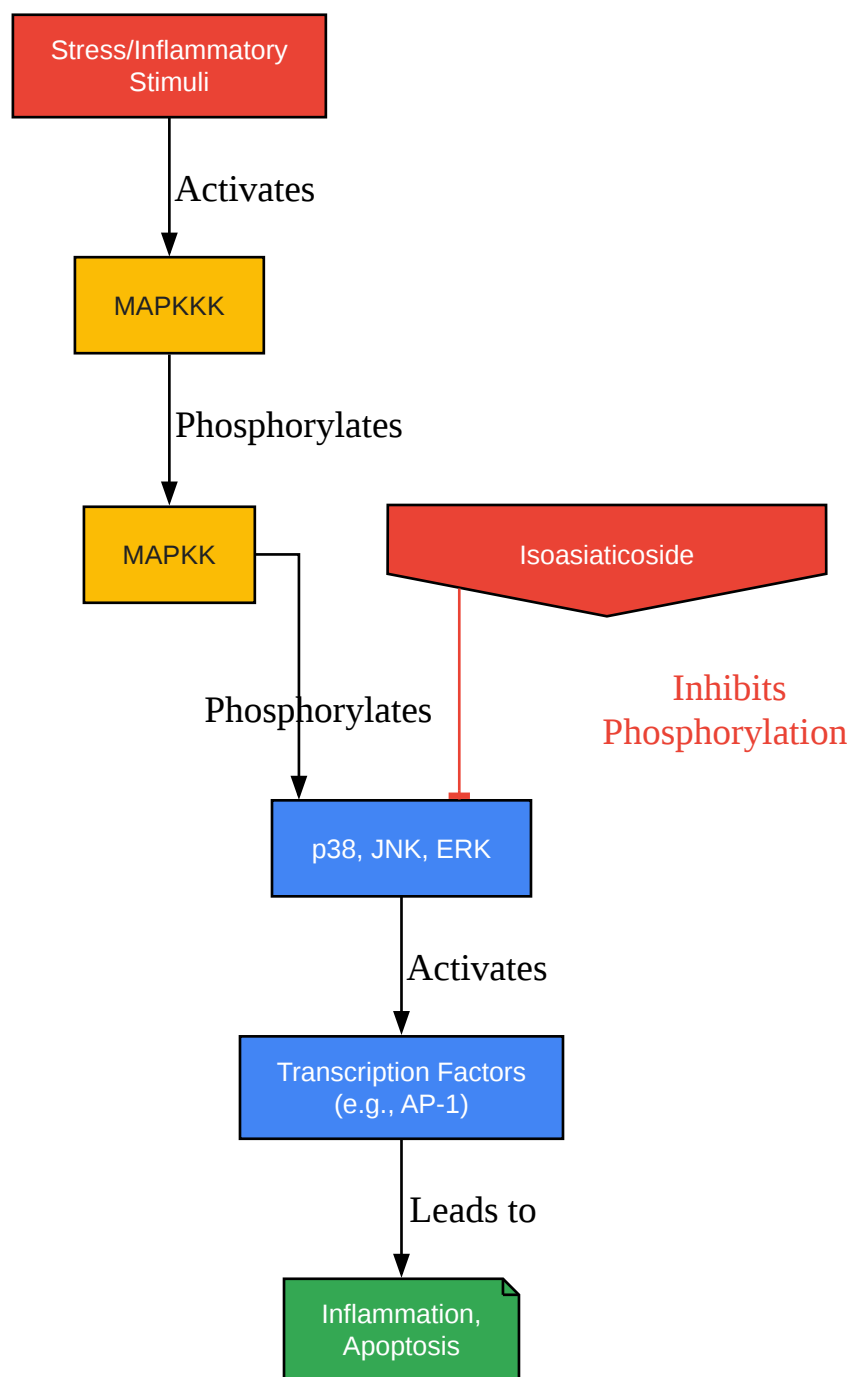 Stress/Inflammatory
Stimuli
Activates
MAPKKK
Phosphorylates
MAPKK
Isoasiaticoside
Inhibits
Phosphorylation
Phosphorylates
p38, JNK, ERK
Activates
Transcription Factors
(e.g., AP-1)
Leads to
Inflammation,
Apoptosis